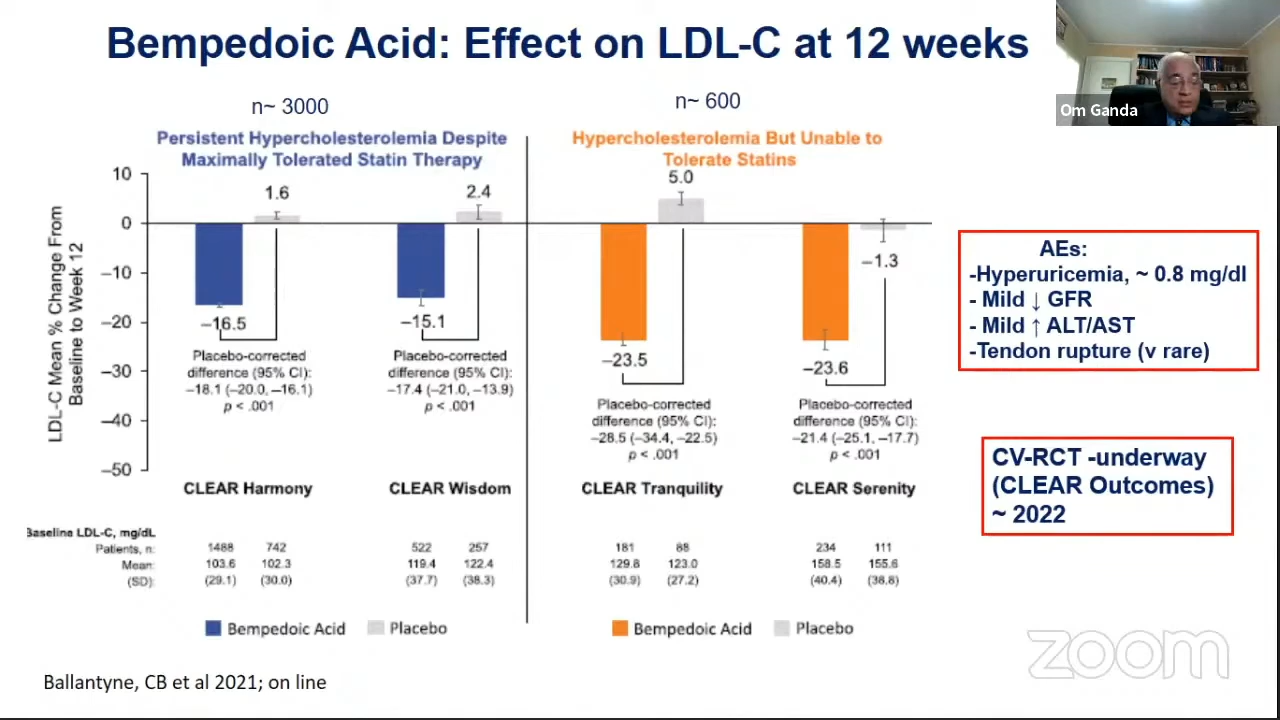 Bempedoic Acid: Effect on LDL-C at 12 weeks
Om Ganda
n~ 3000
n~ 600
Persistent Hypercholesterolemia Despite
Maximally Tolerated Statin Therapy
Hypercholesterolemia But Unable to
Tolerate Statins
LDL-C Mean % Change From
Baseline to Week 12
10
0
−10
−20
−30
−40
−50
1.6
2.4
5.0
−1.3
−16.5
−15.1
−23.5
−23.6
Placebo-corrected
difference (95% CI):
−18.1 (−20.0, −16.1)
p < .001
Placebo-corrected
difference (95% CI):
−17.4 (−21.0, −13.9)
p < .001
Placebo-corrected
difference (95% CI):
−28.5 (−34.4, −22.5)
p < .001
Placebo-corrected
difference (95% CI):
−21.4 (−25.1, −17.7)
p < .001
CLEAR Harmony
CLEAR Wisdom
CLEAR Tranquility
CLEAR Serenity
Baseline LDL-C, mg/dL
Patients, n: 1488 742 522 257 181 88 234 111
Mean: 103.6 102.3 119.4 122.4 129.8 123.0 158.5 155.6
(SD): (29.1) (30.0) (37.7) (38.3) (30.9) (27.2) (40.4) (38.8)
Bempedoic Acid Placebo
Bempedoic Acid Placebo
AEs:
-Hyperuricemia, ~ 0.8 mg/dl
- Mild ↓ GFR
- Mild ↑ ALT/AST
-Tendon rupture (v rare)
CV-RCT -underway
(CLEAR Outcomes)
~ 2022
Ballantyne, CB et al 2021; on line
zoom